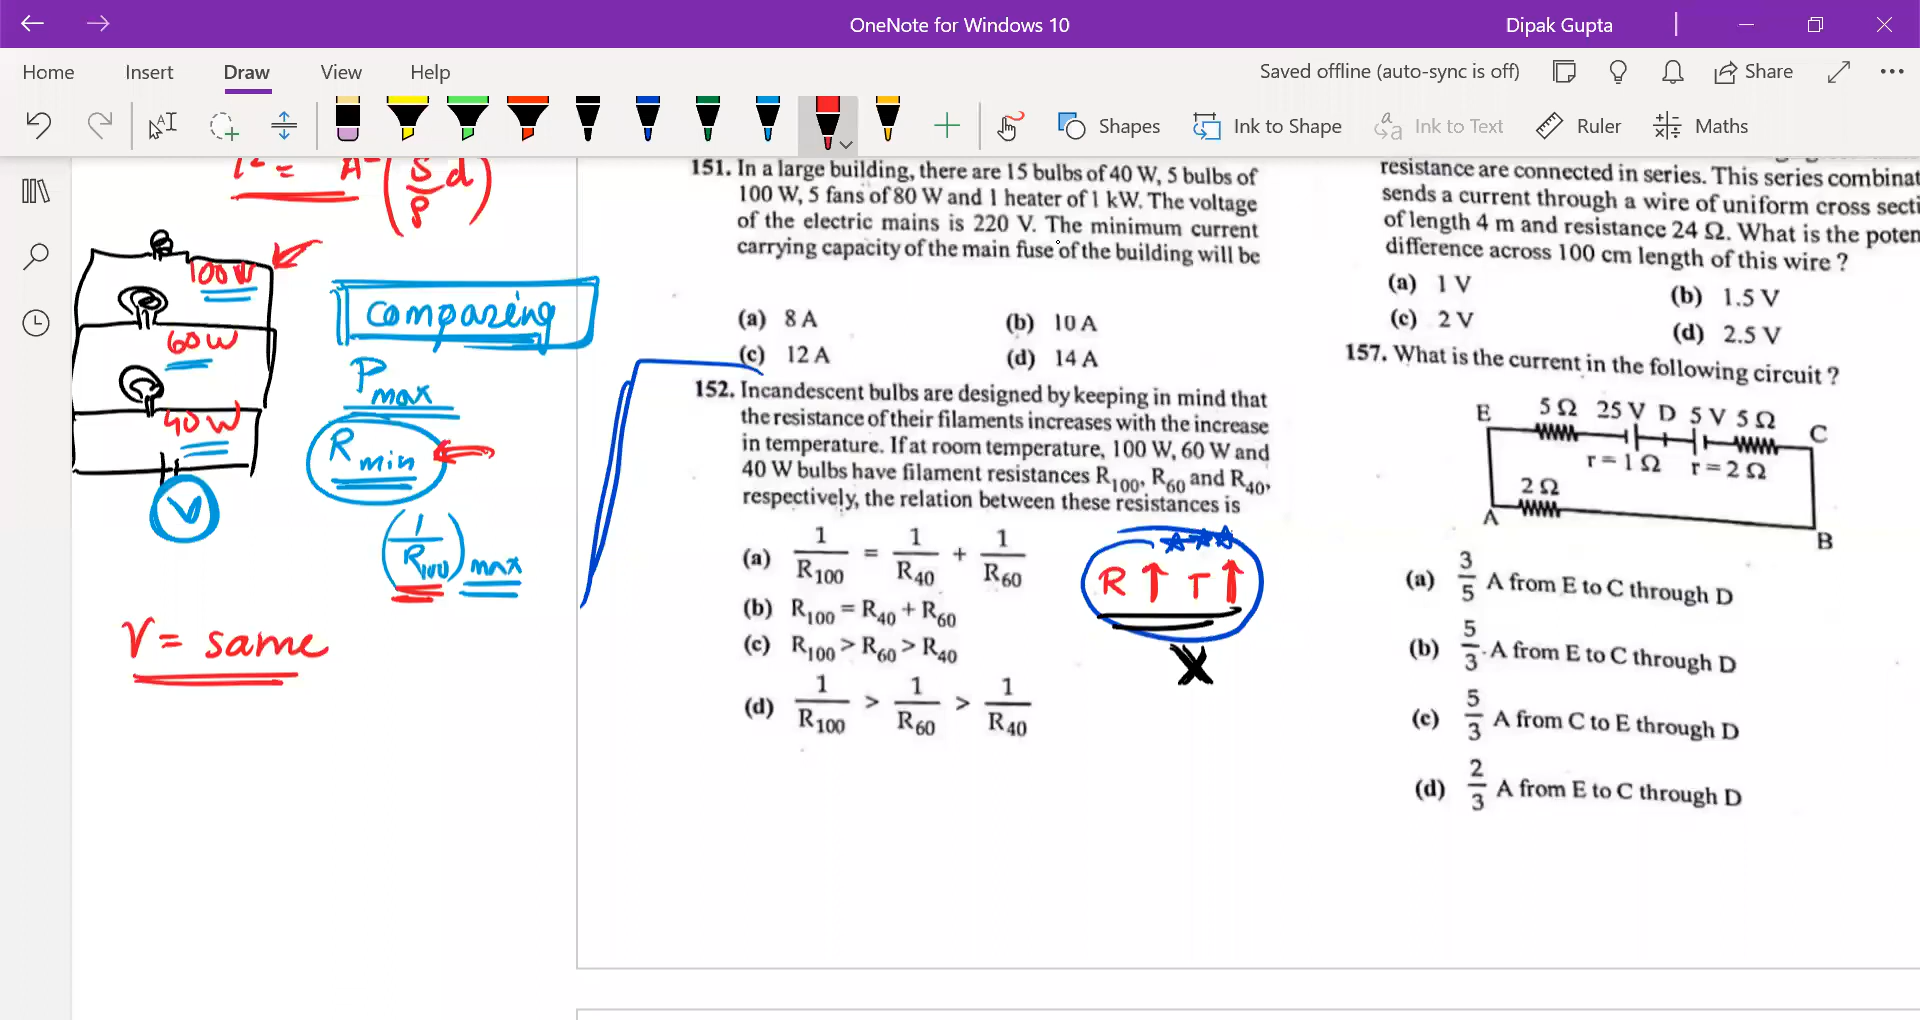 OneNote for Windows 10
Dipak Gupta
Home Insert Draw View Help
Saved offline (auto-sync is off)
Share
Shapes
Ink to Shape
Ink to Text
Ruler
Maths
100 W
60 W
40 W
V
V = same
comparing
P max
R min
(1/R100) max
151. In a large building, there are 15 bulbs of 40 W, 5 bulbs of
100 W, 5 fans of 80 W and 1 heater of 1 kW. The voltage
of the electric mains is 220 V. The minimum current
carrying capacity of the main fuse of the building will be
(a) 8 A
(b) 10 A
(c) 12 A
(d) 14 A
152. Incandescent bulbs are designed by keeping in mind that
the resistance of their filaments increases with the increase
in temperature. If at room temperature, 100 W, 60 W and
40 W bulbs have filament resistances R100, R60 and R40,
respectively, the relation between these resistances is
(a) 1/R100 = 1/R40 + 1/R60
(b) R100 = R40 + R60
(c) R100 > R60 > R40
(d) 1/R100 > 1/R60 > 1/R40
R ↑ T ↑
resistance are connected in series. This series
sends a current through a wire of uniform cross
of length 4 m and resistance 24 Ω. What is the
difference across 100 cm length of this wire ?
(a) 1 V
(b) 1.5 V
(c) 2 V
(d) 2.5 V
157. What is the current in the following circuit ?
E 5 Ω 25 V D 5 V 5 Ω C
r = 1 Ω r = 2 Ω
2 Ω
A
B
(a) 3/5 A from E to C through D
(b) 5/3 A from E to C through D
(c) 5/3 A from C to E through D
(d) 2/3 A from E to C through D